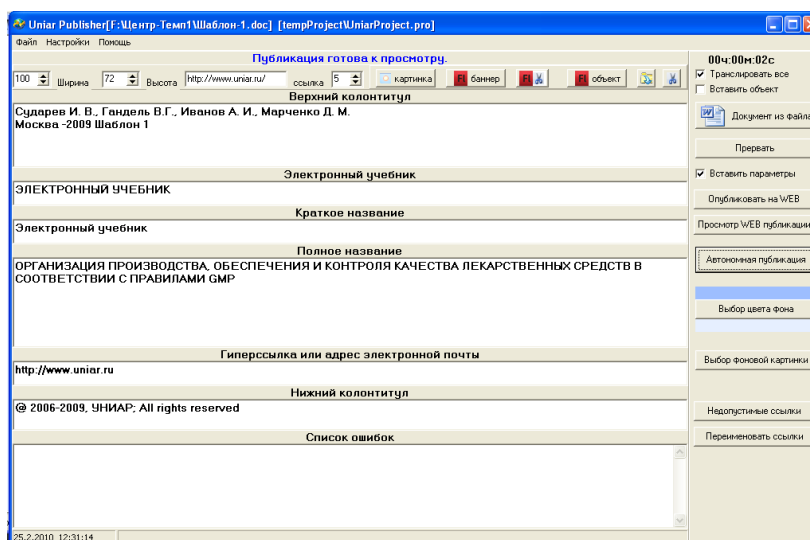 Uniar Publisher[F:\Центр-Темп1\Шаблон-1.doc] [tempProject\UniarProject.pro]
Файл Настройки Помощь
Публикация готова к просмотру.
100 Ширина 72 Высота http://www.uniar.ru/ ссылка 5 картинка Fl баннер Fl Fl объект
Верхний колонтитул
Сударев И. В., Гандель В.Г., Иванов А. И., Марченко Д. М.
Москва -2009 Шаблон 1
Электронный учебник
ЭЛЕКТРОННЫЙ УЧЕБНИК
Краткое название
Электронный учебник
Полное название
ОРГАНИЗАЦИЯ ПРОИЗВОДСТВА, ОБЕСПЕЧЕНИЯ И КОНТРОЛЯ КАЧЕСТВА ЛЕКАРСТВЕННЫХ СРЕДСТВ В
СООТВЕТСТВИИ С ПРАВИЛАМИ GMP
Гиперссылка или адрес электронной почты
http://www.uniar.ru
Нижний колонтитул
@ 2006-2009, УНИАР; All rights reserved
Список ошибок
25.2.2010 12:31:14
00ч:00м:02с
Транслировать все
Вставить объект
Документ из файла
Прервать
Вставить параметры
Опубликовать на WEB
Просмотр WEB публикации
Автономная публикация
Выбор цвета фона
Выбор фоновой картинки
Недопустимые ссылки
Переименовать ссылки